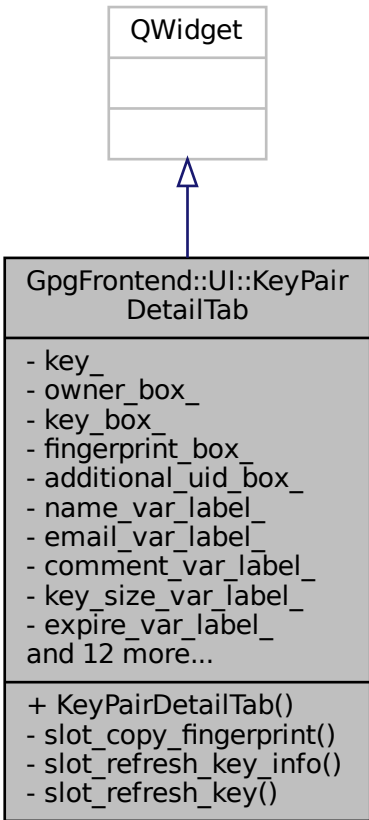 QWidget
GpgFrontend::UI::KeyPair
DetailTab
- key_
- owner_box_
- key_box_
- fingerprint_box_
- additional_uid_box_
- name_var_label_
- email_var_label_
- comment_var_label_
- key_size_var_label_
- expire_var_label_
and 12 more...
+ KeyPairDetailTab()
- slot_copy_fingerprint()
- slot_refresh_key_info()
- slot_refresh_key()